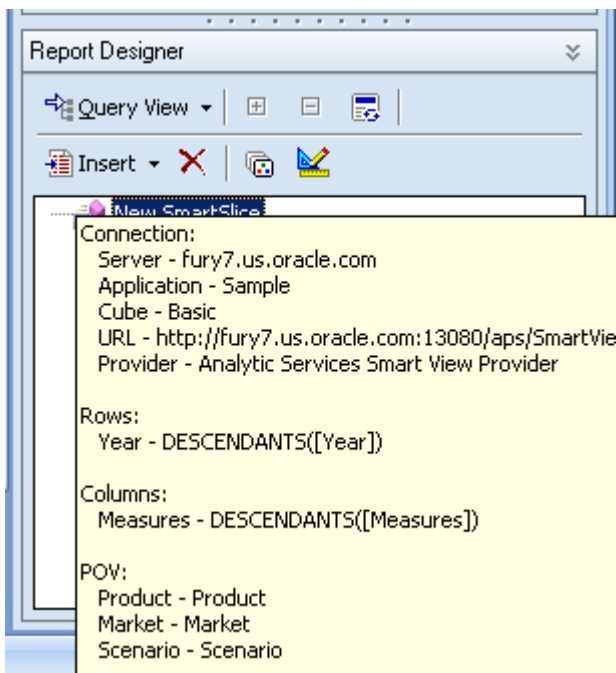 Report Designer
Query View
Insert
New SmartSlice
Connection:
Server - fury7.us.oracle.com
Application - Sample
Cube - Basic
URL - http://fury7.us.oracle.com:13080/aps/SmartVie
Provider - Analytic Services Smart View Provider
Rows:
Year - DESCENDANTS([Year])
Columns:
Measures - DESCENDANTS([Measures])
POV:
Product - Product
Market - Market
Scenario - Scenario